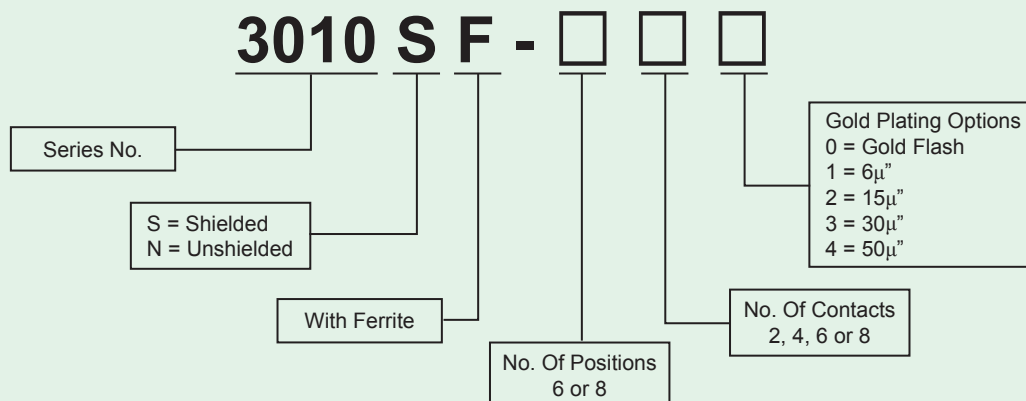 3010 S F - □ □ □
Series No.
S = Shielded
N = Unshielded
With Ferrite
No. Of Positions
6 or 8
No. Of Contacts
2, 4, 6 or 8
Gold Plating Options
0 = Gold Flash
1 = 6µ”
2 = 15µ”
3 = 30µ”
4 = 50µ”